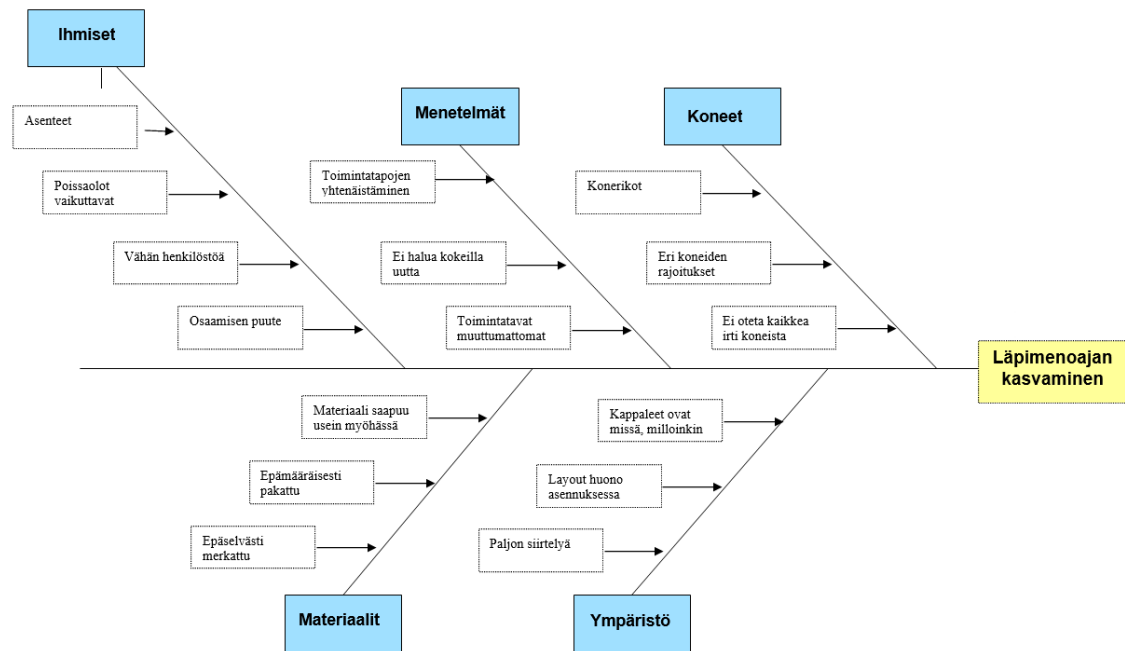 Ihmiset
Asenteet
Poissaolot
vaikuttavat
Vähän henkilöstöä
Osaamisen puute
Menetelmät
Toimintatapojen
yhtenäistäminen
Ei halua kokeilla
uutta
Toimintatavat
muuttumattomat
Koneet
Konerikot
Eri koneiden
rajoitukset
Ei oteta kaikkea
irti koneista
Läpimenoajan
kasvaminen
Materiaali saapuu
usein myöhässä
Epämääräisesti
pakattu
Epäselvästi
merkattu
Materiaalit
Kappaleet ovat
missä, milloinkin
Layout huono
asennuksessa
Paljon siirtelyä
Ympäristö